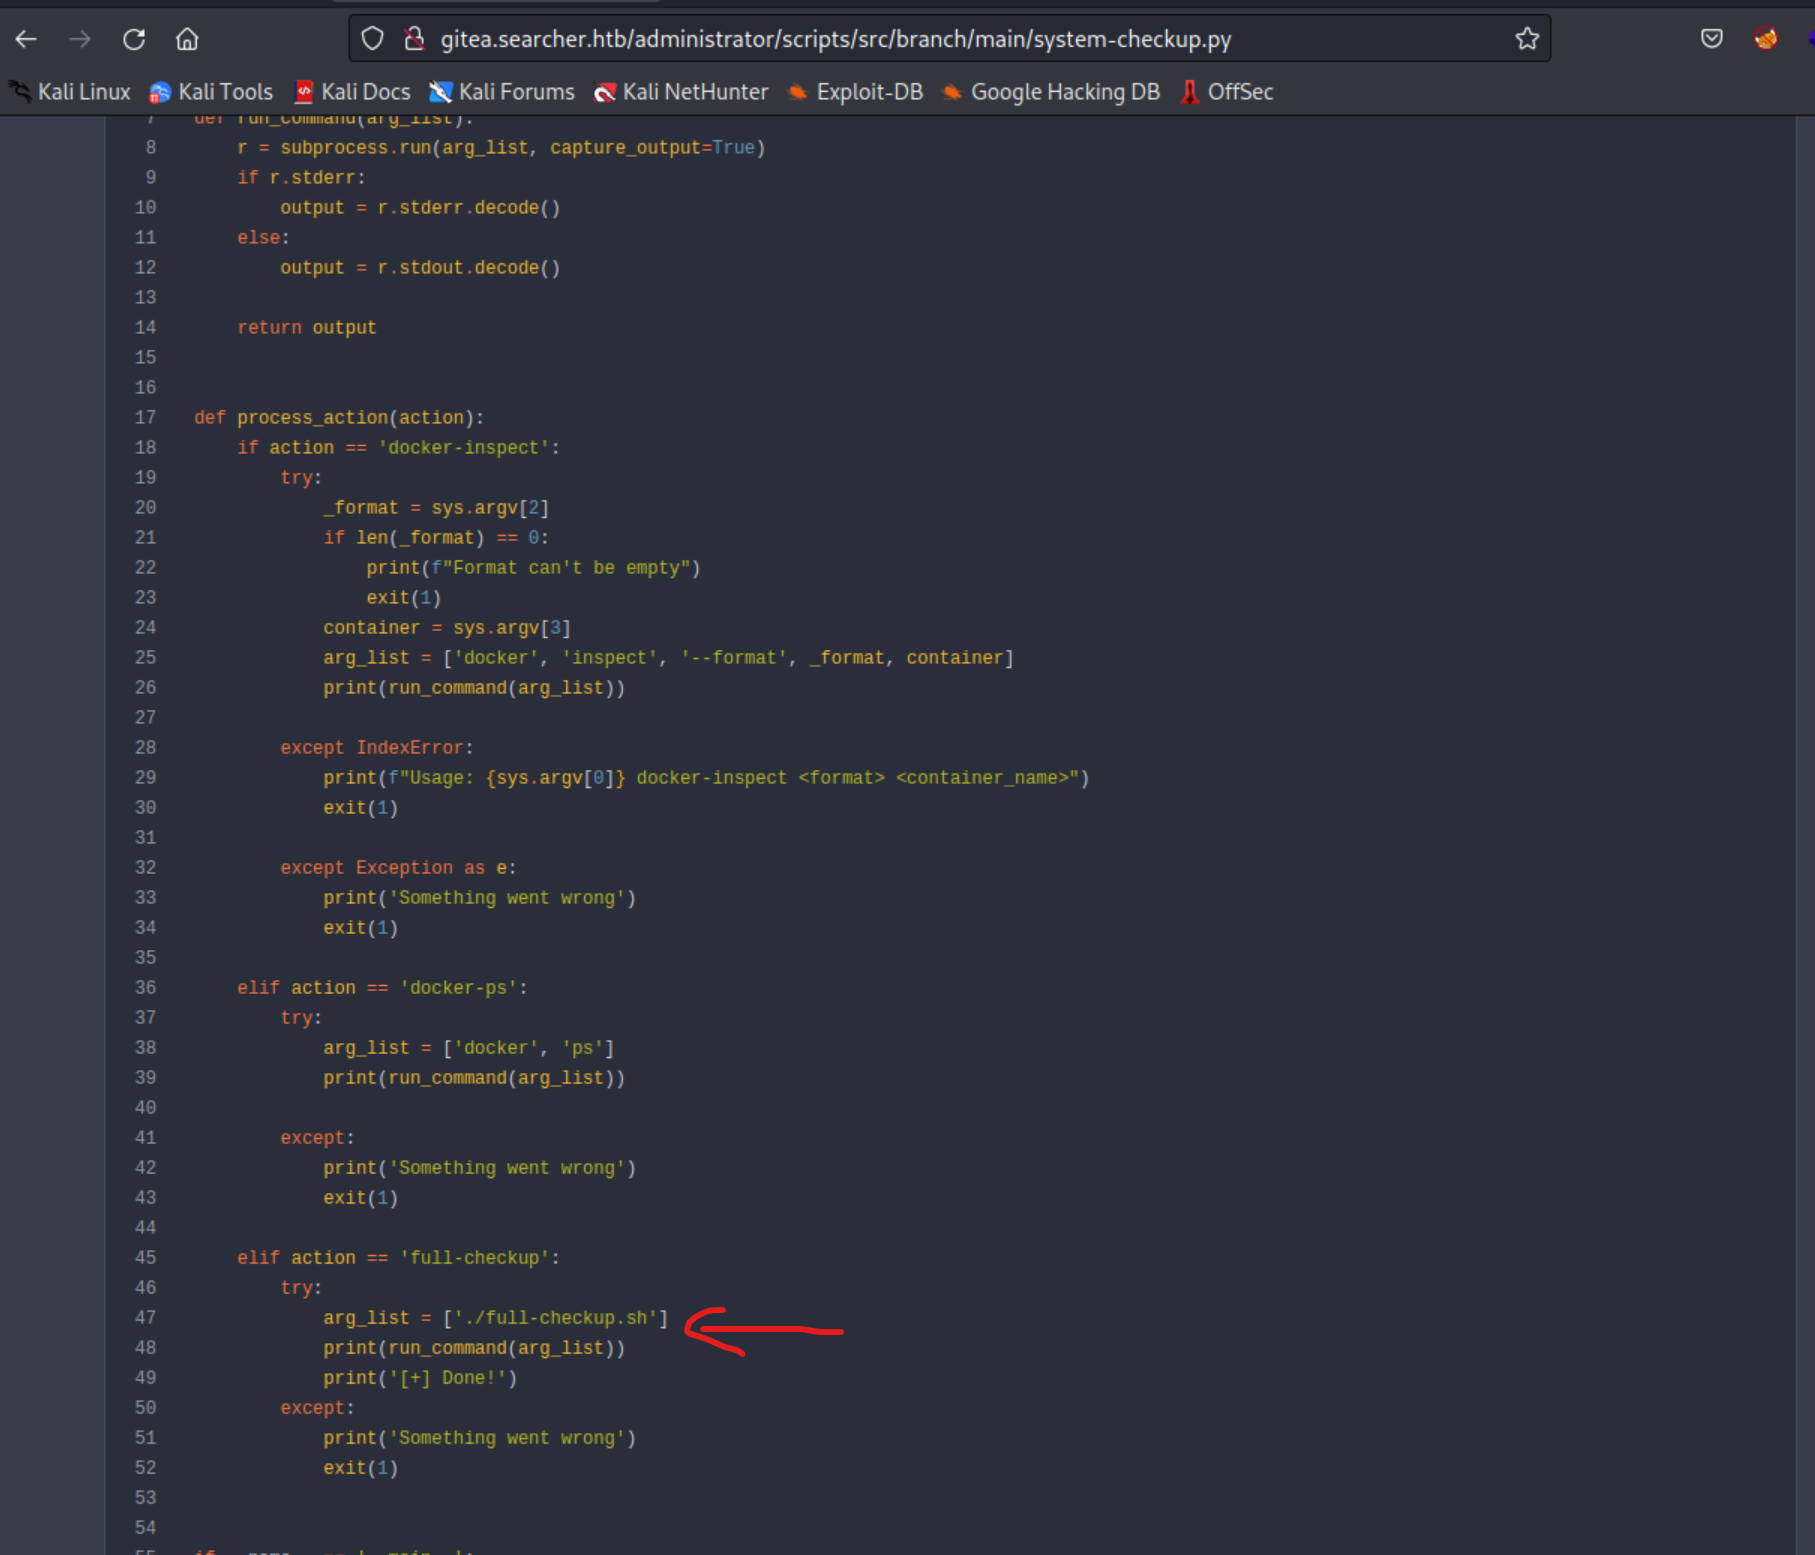 gitea.searcher.htb/administrator/scripts/src/branch/main/system-checkup.py
Kali Linux Kali Tools Kali Docs Kali Forums Kali NetHunter Exploit-DB Google Hacking DB OffSec
7 def run_command(arg_list):
8 r = subprocess.run(arg_list, capture_output=True)
9 if r.stderr:
10 output = r.stderr.decode()
11 else:
12 output = r.stdout.decode()
13
14 return output
15
16
17 def process_action(action):
18 if action == 'docker-inspect':
19 try:
20 _format = sys.argv[2]
21 if len(_format) == 0:
22 print(f"Format can't be empty")
23 exit(1)
24 container = sys.argv[3]
25 arg_list = ['docker', 'inspect', '--format', _format, container]
26 print(run_command(arg_list))
27
28 except IndexError:
29 print(f"Usage: {sys.argv[0]} docker-inspect <format> <container_name>")
30 exit(1)
31
32 except Exception as e:
33 print('Something went wrong')
34 exit(1)
35
36 elif action == 'docker-ps':
37 try:
38 arg_list = ['docker', 'ps']
39 print(run_command(arg_list))
40
41 except:
42 print('Something went wrong')
43 exit(1)
44
45 elif action == 'full-checkup':
46 try:
47 arg_list = ['./full-checkup.sh']
48 print(run_command(arg_list))
49 print('[+] Done!')
50 except:
51 print('Something went wrong')
52 exit(1)
53
54